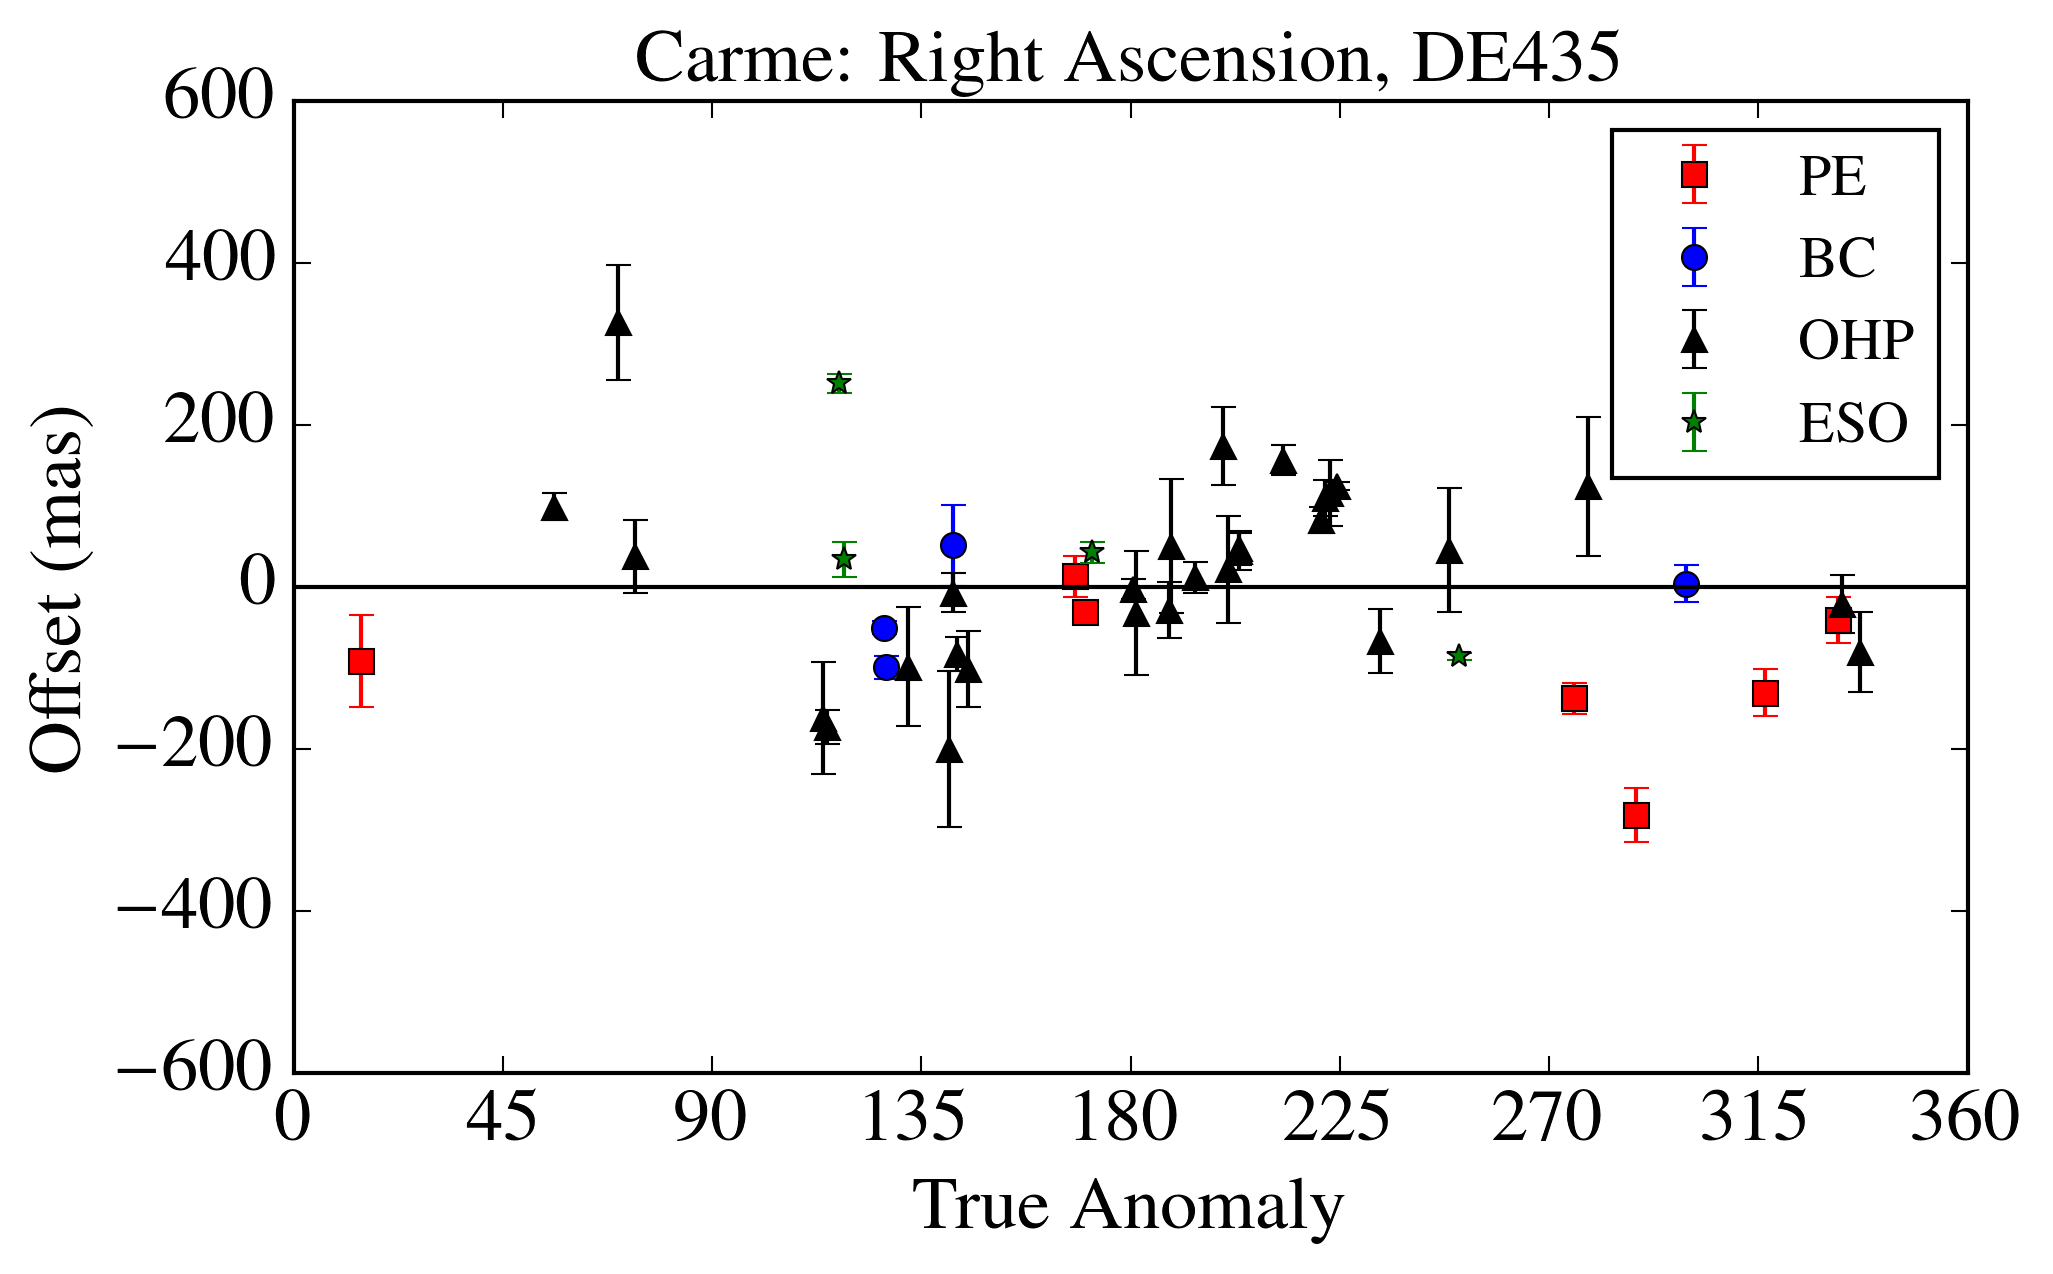 Carme: Right Ascension, DE435
600
400
200
0
−200
−400
−600
Offset (mas)
PE
BC
OHP
ESO
0 45 90 135 180 225 270 315 360
True Anomaly